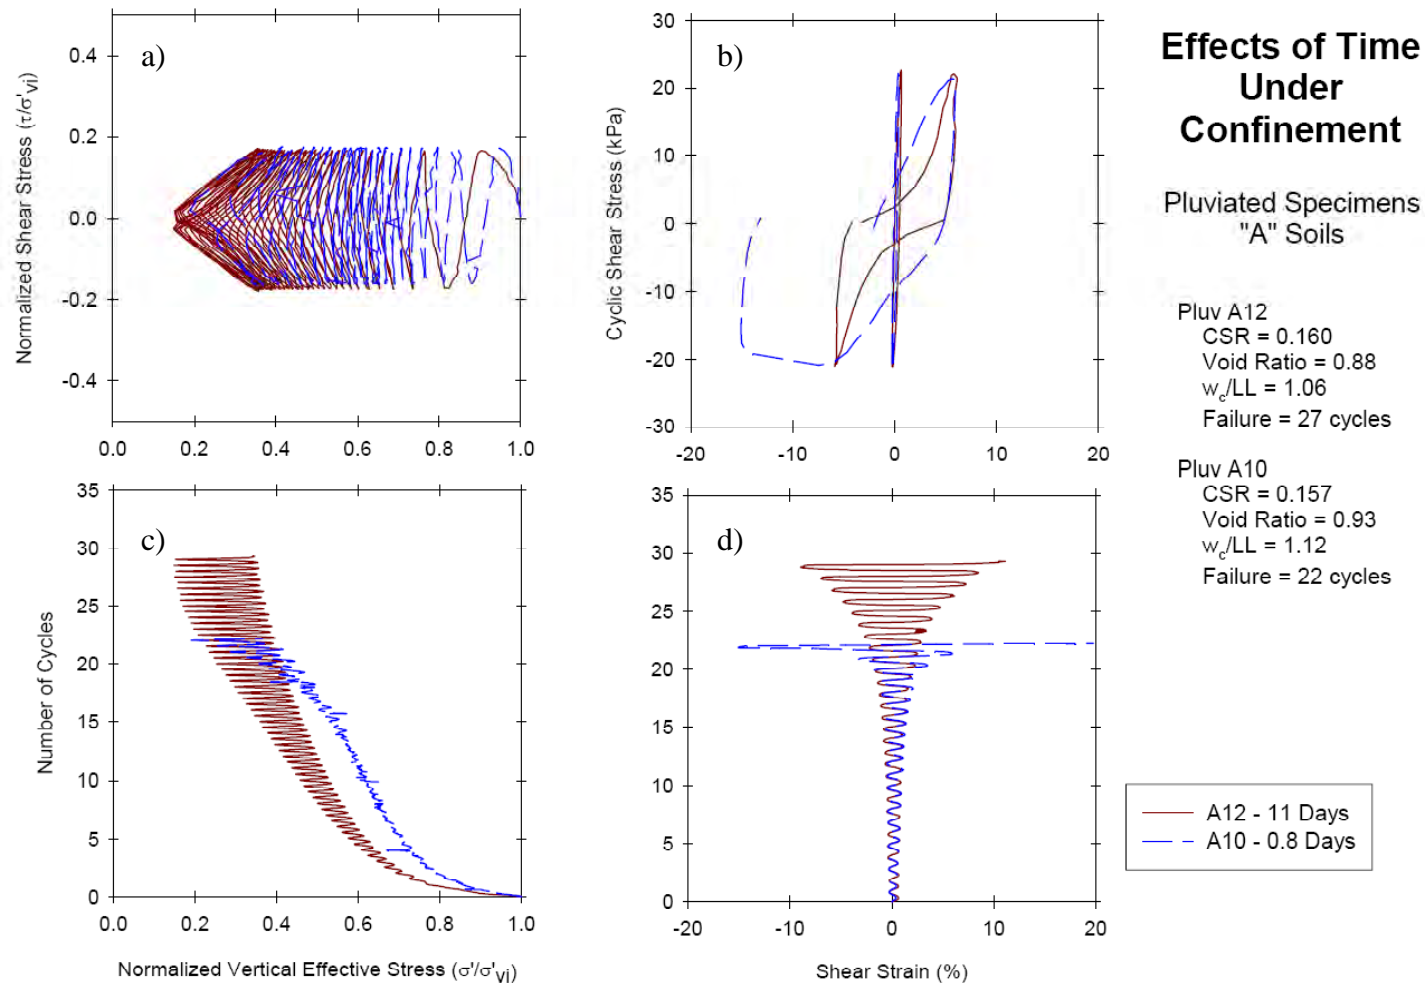 a)
0.4
0.2
0.0
-0.2
-0.4
Normalized Shear Stress (τ/σ'vi)
0.0
0.2
0.4
0.6
0.8
1.0
b)
30
20
10
0
-10
-20
-30
Cyclic Shear Stress (kPa)
-20
-10
0
10
20
Effects of Time
Under
Confinement
Pluviated Specimens
"A" Soils
Pluv A12
CSR = 0.160
Void Ratio = 0.88
wc/LL = 1.06
Failure = 27 cycles
Pluv A10
CSR = 0.157
Void Ratio = 0.93
wc/LL = 1.12
Failure = 22 cycles
c)
35
30
25
20
15
10
5
0
Number of Cycles
0.0
0.2
0.4
0.6
0.8
1.0
Normalized Vertical Effective Stress (σ'/σ'vi)
d)
35
30
25
20
15
10
5
0
-20
-10
0
10
20
Shear Strain (%)
A12 - 11 Days
A10 - 0.8 Days